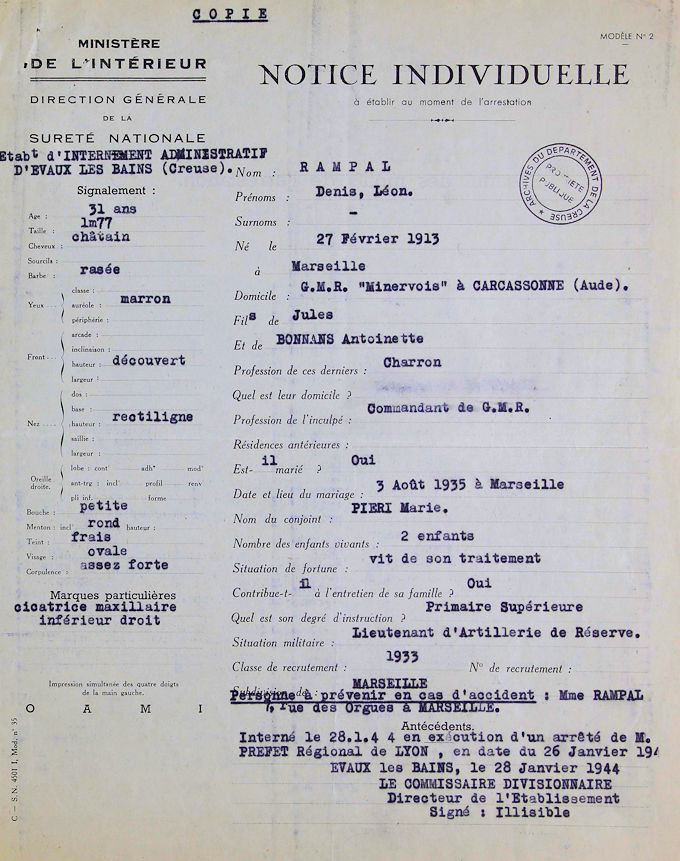 COPIE
MODÈLE N° 2
MINISTÈRE
DE L'INTÉRIEUR
DIRECTION GÉNÉRALE
DE LA
SURETÉ NATIONALE
Etabt d'INTERNEMENT ADMINISTRATIF
D'EVAUX LES BAINS (Creuse).
NOTICE INDIVIDUELLE
à établir au moment de l'arrestation
ARCHIVES DU DEPARTEMENT DE LA CREUSE
PROPRIETE
PUBLIQUE
Signalement :
Age : 31 ans
Taille : 1m77
Cheveux : châtain
Sourcils :
Barbe : rasée
Yeux
classe :
auréole : marron
périphérie :
Front
arcade :
inclinaison :
hauteur : découvert
largeur :
Nez
dos :
base :
hauteur : rectiligne
saillie :
largeur :
Oreille droite.
lobe : cont' adh' mod'
ant-trg : incl' profil renv
pli inf. forme
Bouche : petite
Menton : incl' rond hauteur :
Teint : frais
Visage : ovale
Corpulence : assez forte
Marques particulières
cicatrice maxillaire
inférieur droit
Impression simultanée des quatre doigts
de la main gauche.
O A M I
C — S.N. 4001 I, Mod. n° 35
Nom : RAMPAL
Prénoms : Denis, Léon.
Surnoms : -
Né le 27 Février 1913
à Marseille
Domicile : G.M.R. "Minervois" à CARCASSONNE (Aude).
Fils de Jules
Et de BONNANS Antoinette
Profession de ces derniers : Charron
Quel est leur domicile ?
Profession de l'inculpé : Commandant de G.M.R.
Résidences antérieures :
Est-il marié ? Oui
Date et lieu du mariage : 3 Août 1935 à Marseille
Nom du conjoint : PIERI Marie.
Nombre des enfants vivants : 2 enfants
Situation de fortune : vit de son traitement
Contribue-t-il à l'entretien de sa famille ? Oui
Quel est son degré d'instruction ? Primaire Supérieure
Situation militaire : Lieutenant d'Artillerie de Réserve.
Classe de recrutement : 1933 N° de recrutement :
Subdivision de : MARSEILLE
Personne à prévenir en cas d'accident : Mme RAMPAL
rue des Orgues à MARSEILLE.
Antécédents.
Interné le 28.1.4 4 en exécution d'un arrêté de M.
PREFET Régional de LYON , en date du 26 Janvier 194
EVAUX les BAINS, le 28 Janvier 1944
LE COMMISSAIRE DIVISIONNAIRE
Directeur de l'Etablissement
Signé : Illisible